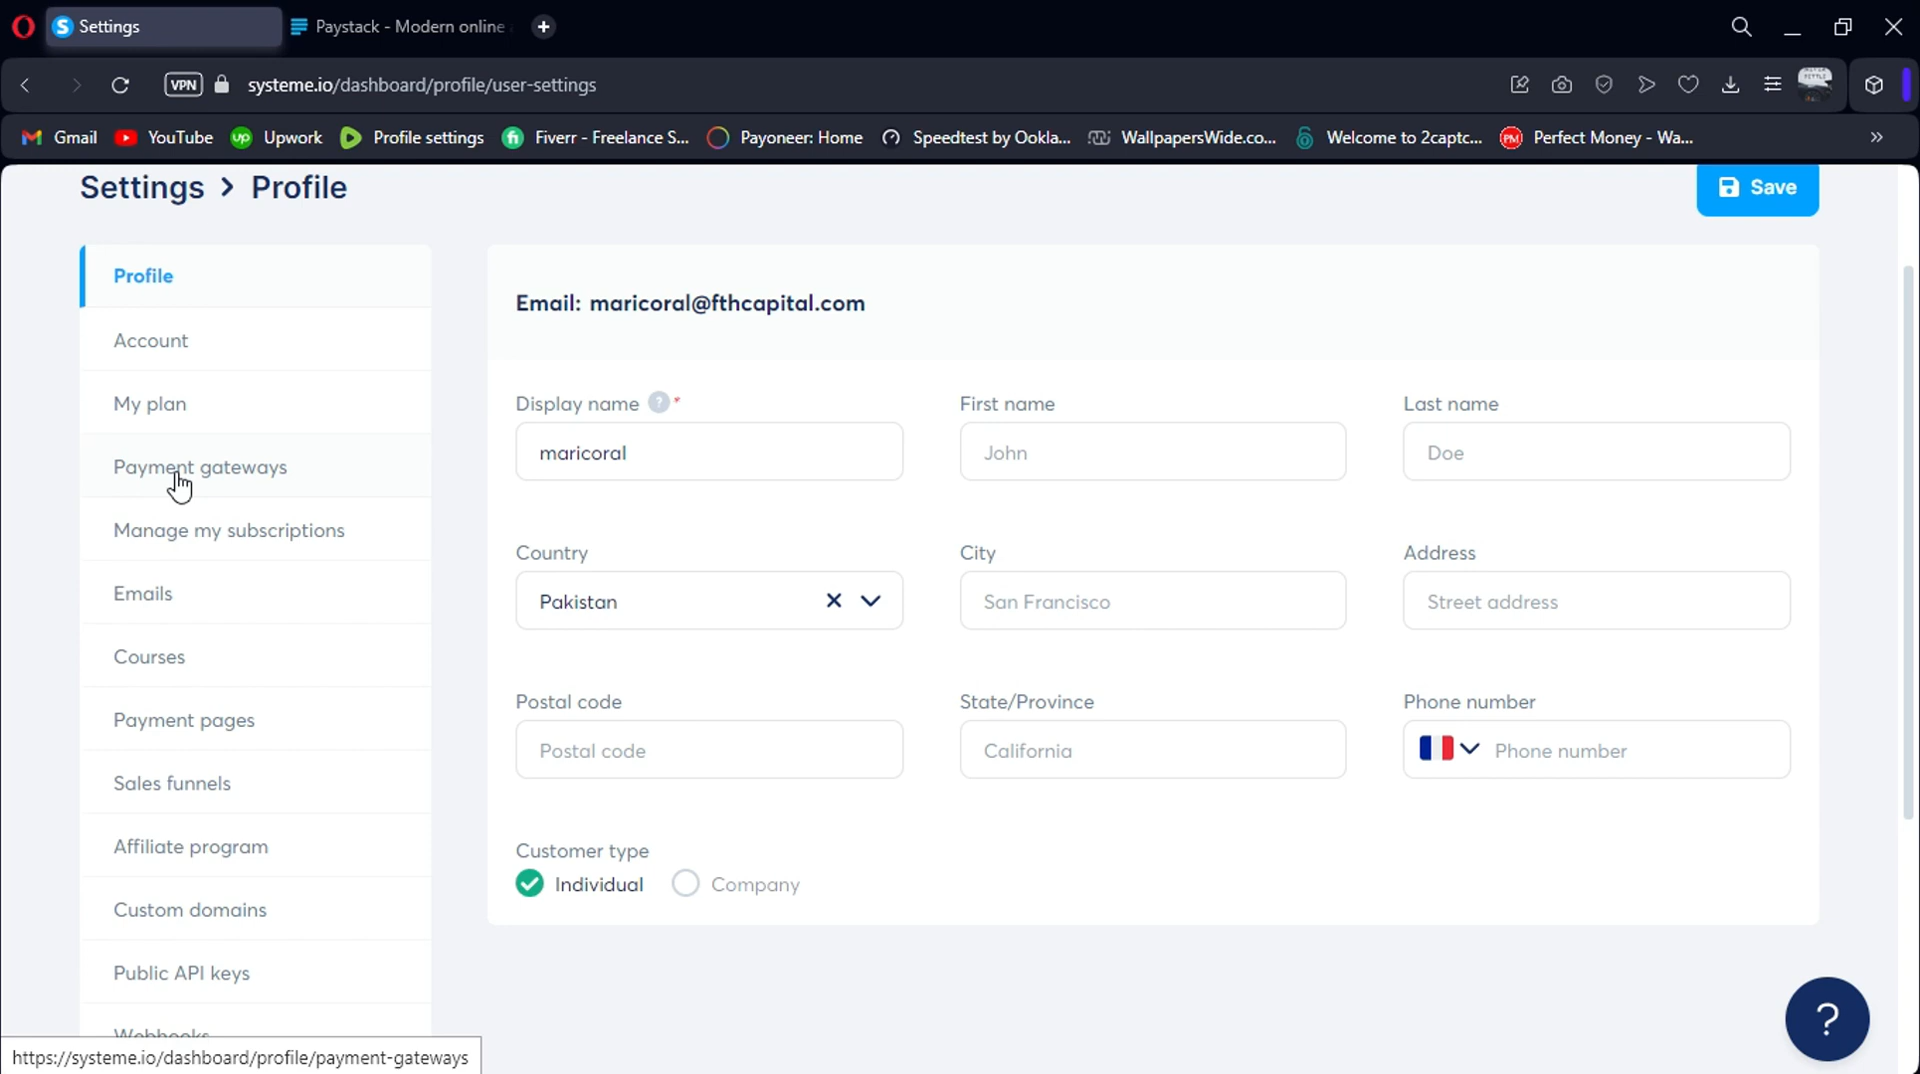 Settings
Paystack - Modern online
VPN
systeme.io/dashboard/profile/user-settings
Gmail
YouTube
up
Upwork
Profile settings
fi
Fiverr - Freelance S...
Payoneer: Home
Speedtest by Ookla...
WallpapersWide.co...
Welcome to 2captc...
PM
Perfect Money - Wa...
Settings > Profile
Save
Profile
Account
My plan
Payment gateways
Manage my subscriptions
Emails
Courses
Payment pages
Sales funnels
Affiliate program
Custom domains
Public API keys
Webhooks
Email: maricoral@fthcapital.com
Display name ? *
First name
Last name
maricoral
John
Doe
Country
City
Address
Pakistan
San Francisco
Street address
Postal code
State/Province
Phone number
Postal code
California
Phone number
Customer type
Individual
Company
?
https://systeme.io/dashboard/profile/payment-gateways